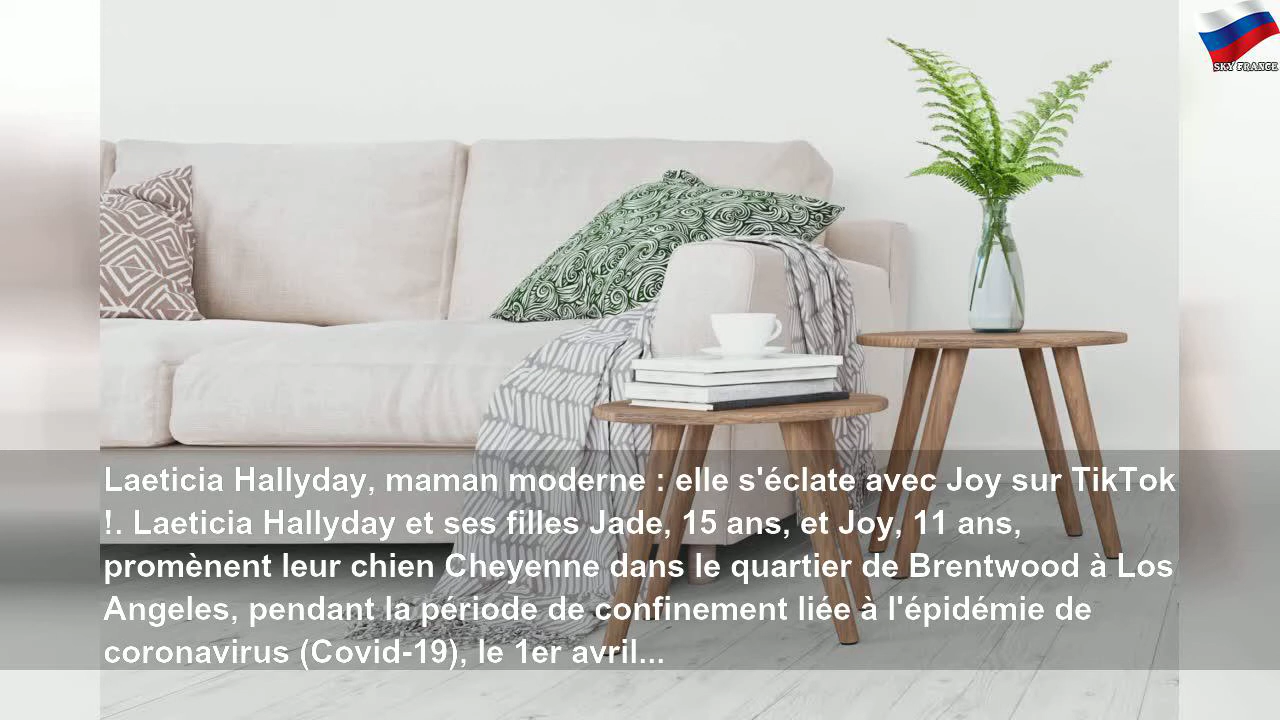 SKY FRANCE
Laeticia Hallyday, maman moderne : elle s'éclate avec Joy sur TikTok
!. Laeticia Hallyday et ses filles Jade, 15 ans, et Joy, 11 ans,
promènent leur chien Cheyenne dans le quartier de Brentwood à Los
Angeles, pendant la période de confinement liée à l'épidémie de
coronavirus (Covid-19), le 1er avril...